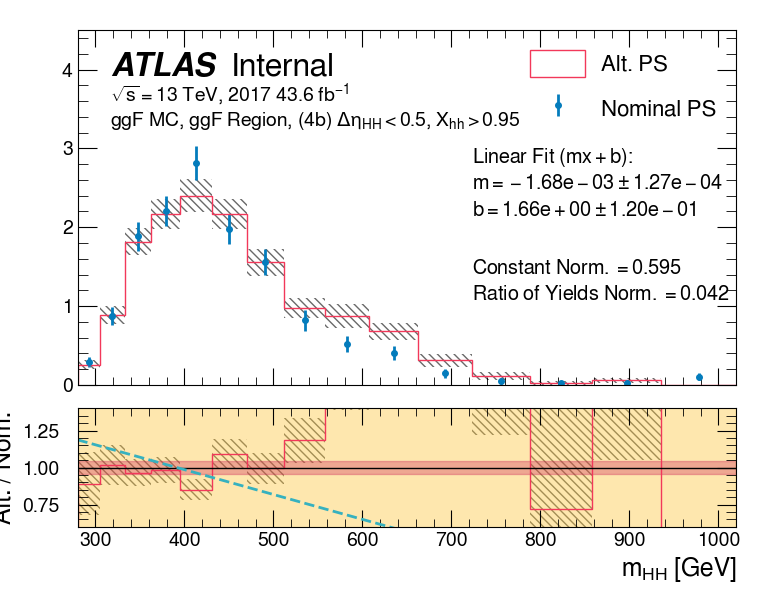 ATLAS Internal
√s = 13 TeV, 2017 43.6 fb⁻¹
ggF MC, ggF Region, (4b) Δη_HH < 0.5, X_hh > 0.95
Alt. PS
Nominal PS
Linear Fit (mx + b):
m = − 1.68e − 03 ± 1.27e − 04
b = 1.66e + 00 ± 1.20e − 01
Constant Norm. = 0.595
Ratio of Yields Norm. = 0.042
4
3
2
1
0
Alt. / Nom.
1.25
1.00
0.75
300 400 500 600 700 800 900 1000
m_HH [GeV]